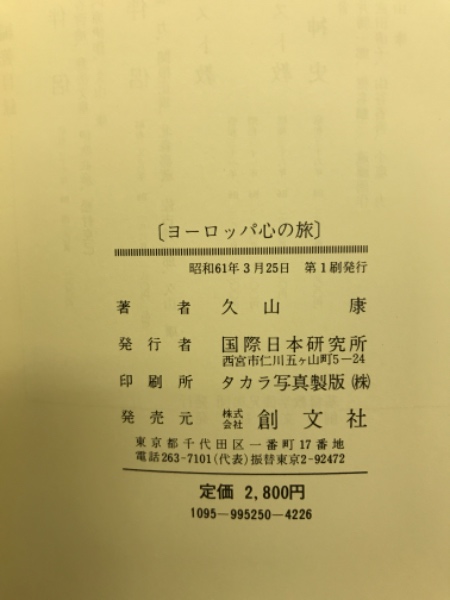 〔ヨーロッパ心の旅〕
昭和61年3月25日 第1刷発行
著者 久山 康
発行者 国際日本研究所
西宮市仁川五ヶ山町5−24
印刷所 タカラ写真製版㈱
発売元 株式会社 創文社
東京都千代田区一番町17番地
電話263-7101(代表)振替東京2-92472
定価 2,800円
1095−995250−4226